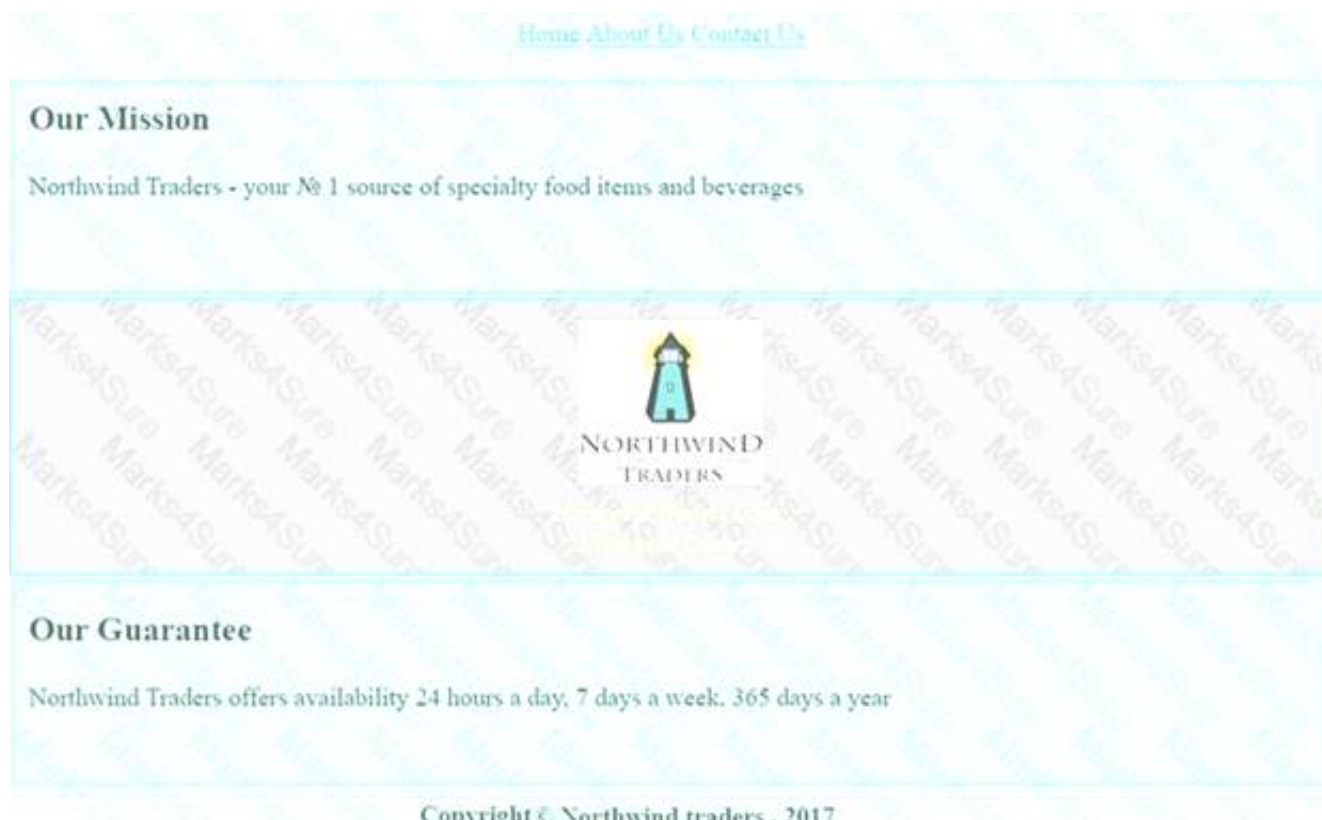 Home About Us Contact Us
Our Mission
Northwind Traders - your № 1 source of specialty food items and beverages
NORTHWIND
TRADERS
Our Guarantee
Northwind Traders offers availability 24 hours a day, 7 days a week, 365 days a year
Copyright © Northwind traders , 2017